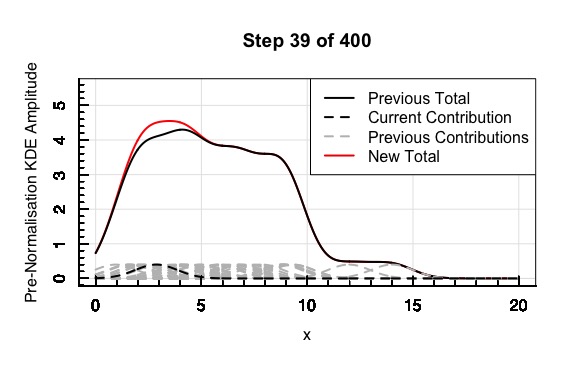 Step 39 of 400
Pre-Normalisation KDE Amplitude
5
4
3
2
1
0
Previous Total
Current Contribution
Previous Contributions
New Total
0 5 10 15 20
x